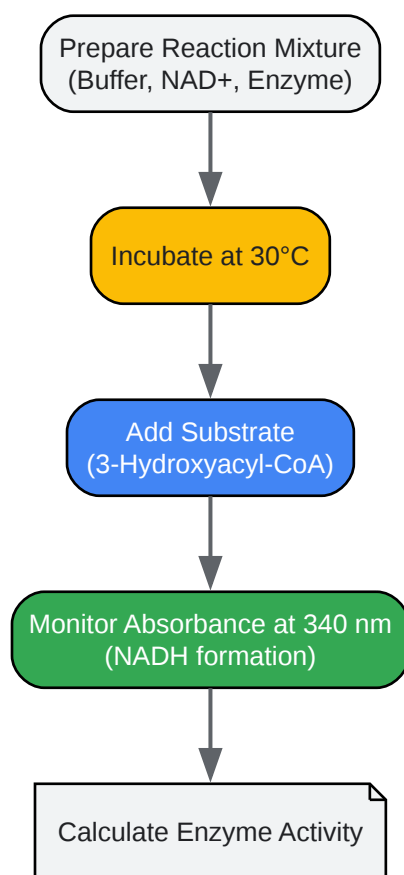 Prepare Reaction Mixture
(Buffer, NAD+, Enzyme)
Incubate at 30°C
Add Substrate
(3-Hydroxyacyl-CoA)
Monitor Absorbance at 340 nm
(NADH formation)
Calculate Enzyme Activity